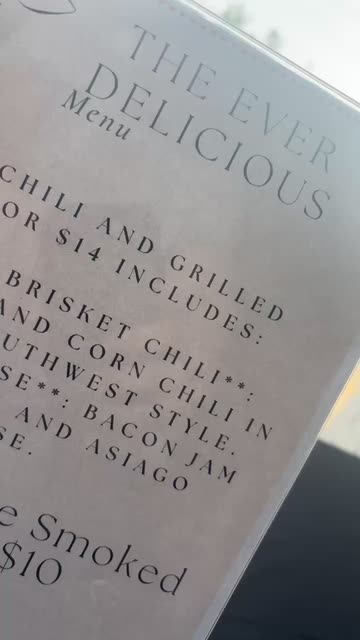 THE EVER
DELICIOUS
Menu
CHILI AND GRILLED
OR $14 INCLUDES:
BRISKET CHILI**:
AND CORN CHILI IN
UTHWEST STYLE.
SE**: BACON JAM
AND ASIAGO
SE.
e Smoked
$10